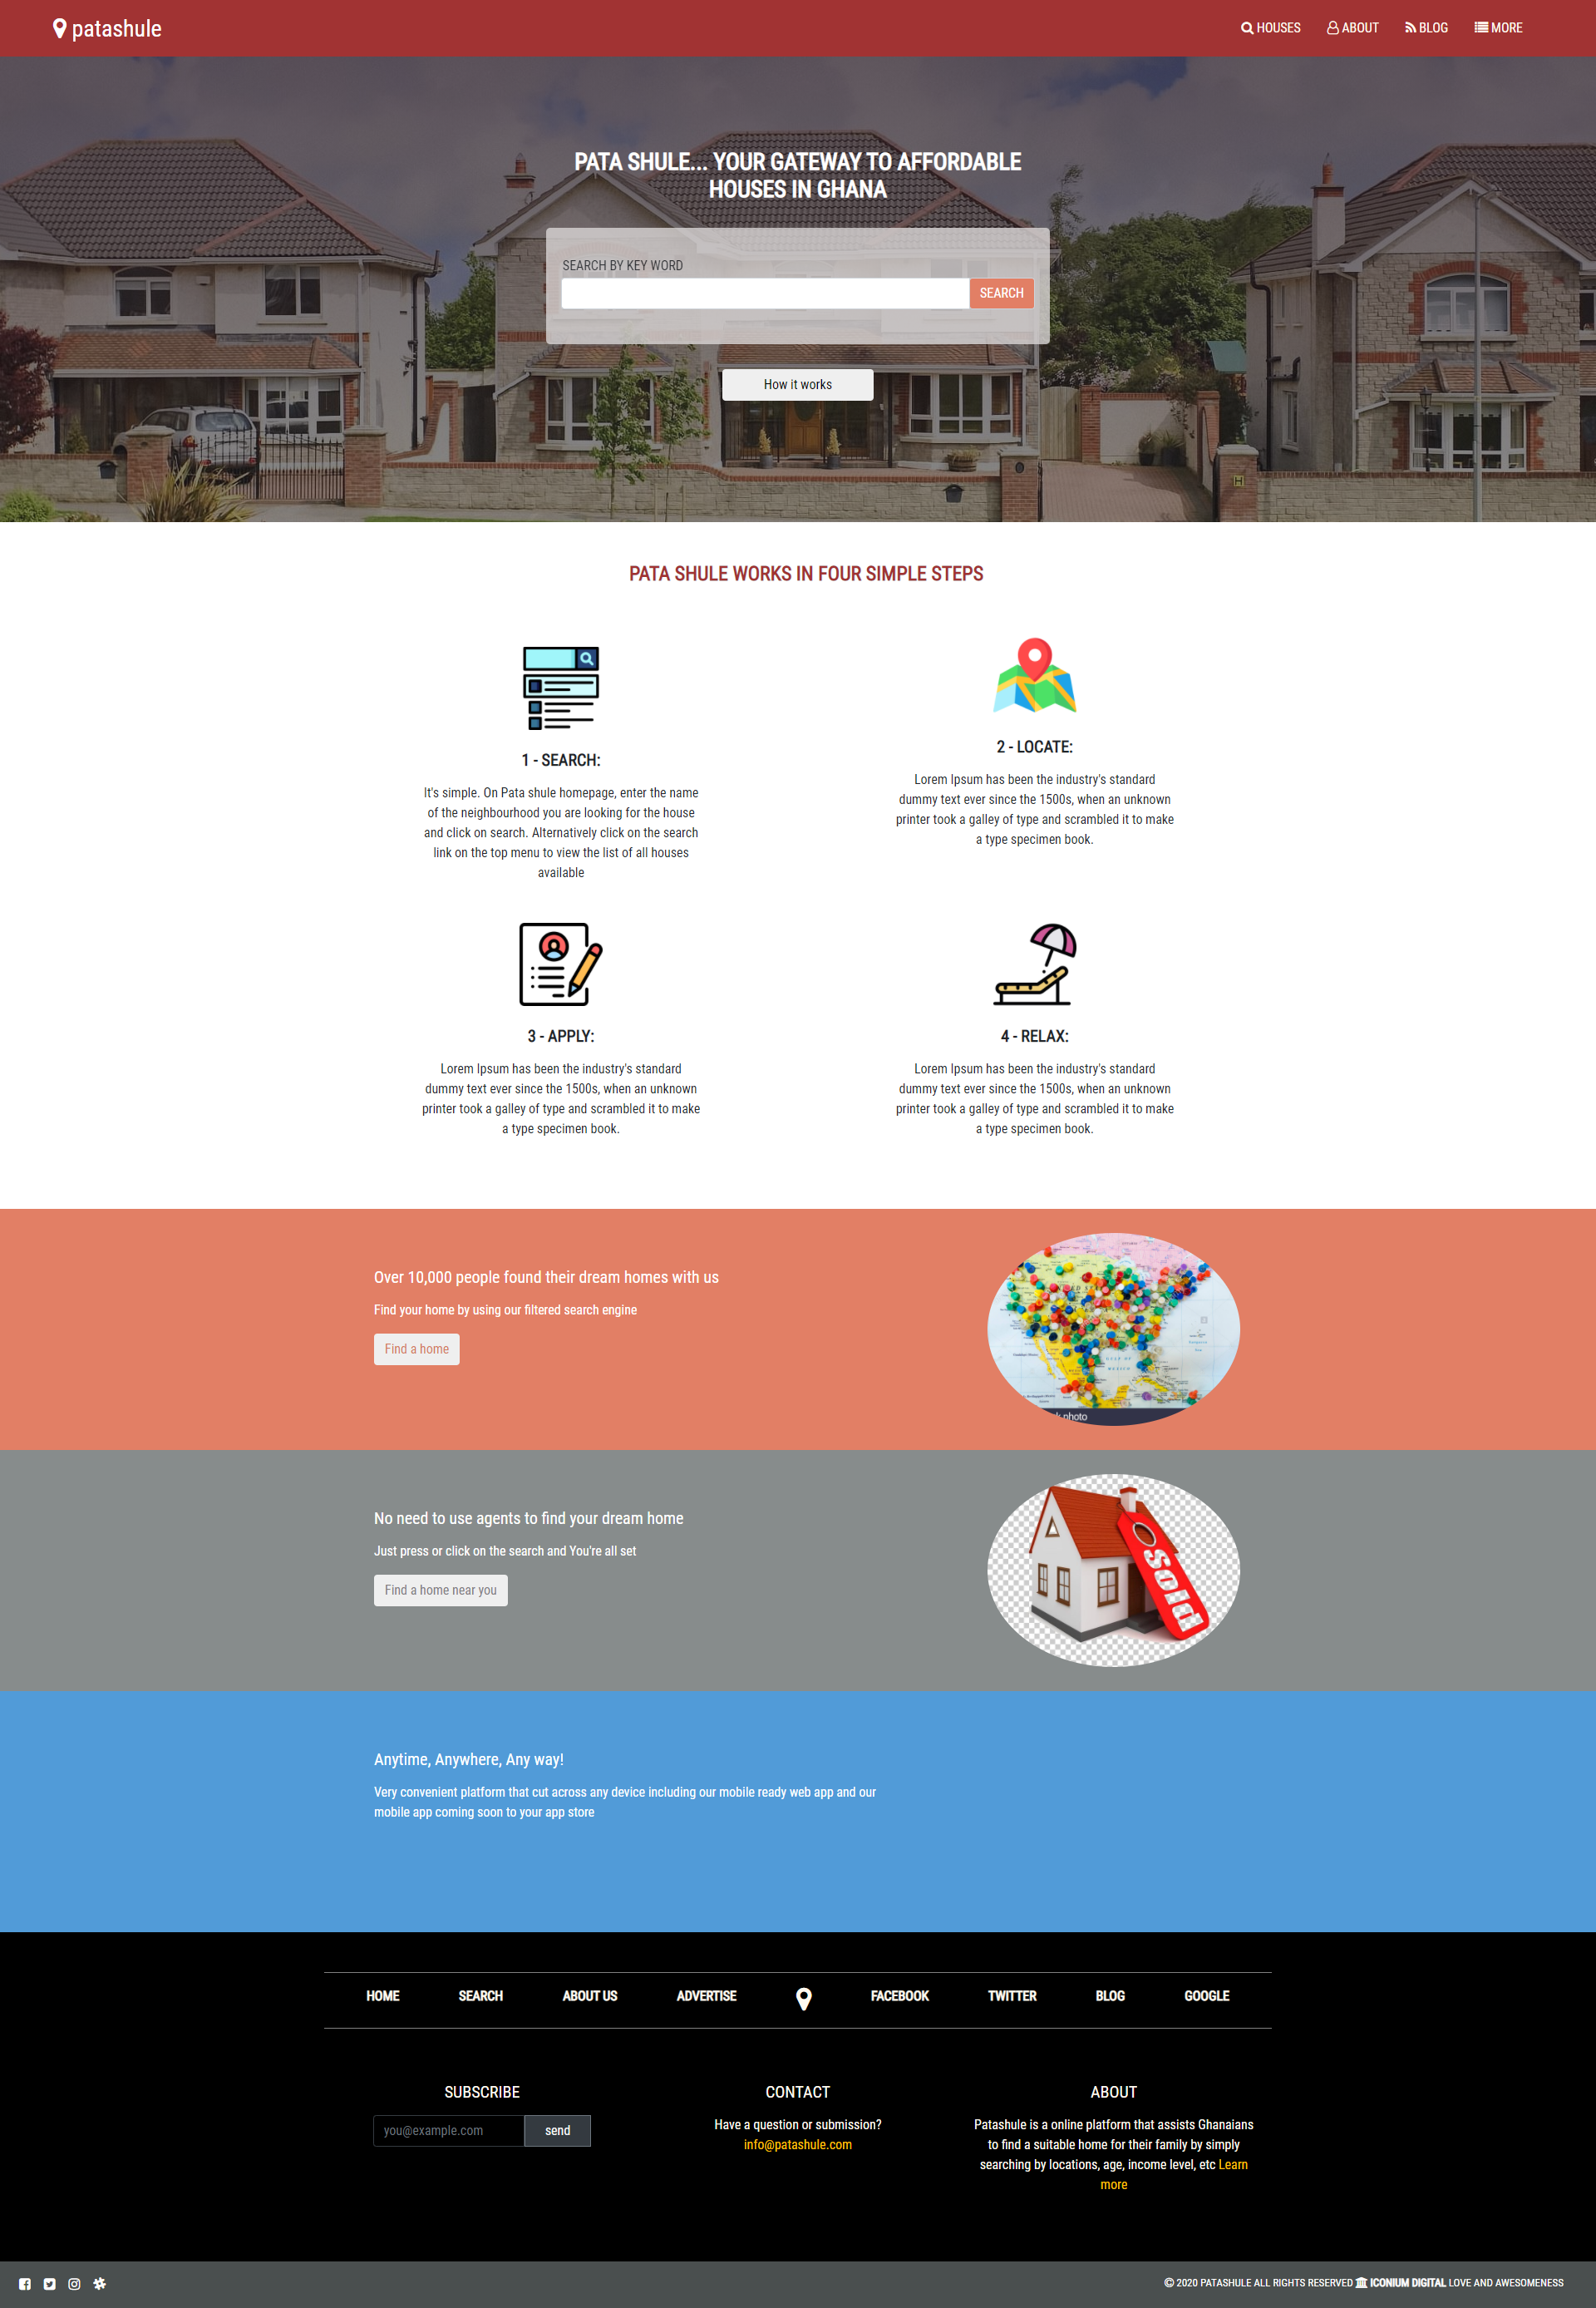 patashule
HOUSES
ABOUT
BLOG
MORE
PATA SHULE... YOUR GATEWAY TO AFFORDABLE
HOUSES IN GHANA
SEARCH BY KEY WORD
SEARCH
How it works
PATA SHULE WORKS IN FOUR SIMPLE STEPS
1 - SEARCH:
It's simple. On Pata shule homepage, enter the name
of the neighbourhood you are looking for the house
and click on search. Alternatively click on the search
link on the top menu to view the list of all houses
available
2 - LOCATE:
Lorem Ipsum has been the industry's standard
dummy text ever since the 1500s, when an unknown
printer took a galley of type and scrambled it to make
a type specimen book.
3 - APPLY:
Lorem Ipsum has been the industry's standard
dummy text ever since the 1500s, when an unknown
printer took a galley of type and scrambled it to make
a type specimen book.
4 - RELAX:
Lorem Ipsum has been the industry's standard
dummy text ever since the 1500s, when an unknown
printer took a galley of type and scrambled it to make
a type specimen book.
Over 10,000 people found their dream homes with us
Find your home by using our filtered search engine
Find a home
GULF OF
MEXICO
photo
No need to use agents to find your dream home
Just press or click on the search and You're all set
Find a home near you
sold
Anytime, Anywhere, Any way!
Very convenient platform that cut across any device including our mobile ready web app and our
mobile app coming soon to your app store
HOME
SEARCH
ABOUT US
ADVERTISE
FACEBOOK
TWITTER
BLOG
GOOGLE
SUBSCRIBE
you@example.com
send
CONTACT
Have a question or submission?
info@patashule.com
ABOUT
Patashule is a online platform that assists Ghanaians
to find a suitable home for their family by simply
searching by locations, age, income level, etc Learn
more
© 2020 PATASHULE ALL RIGHTS RESERVED ICONIUM DIGITAL LOVE AND AWESOMENESS